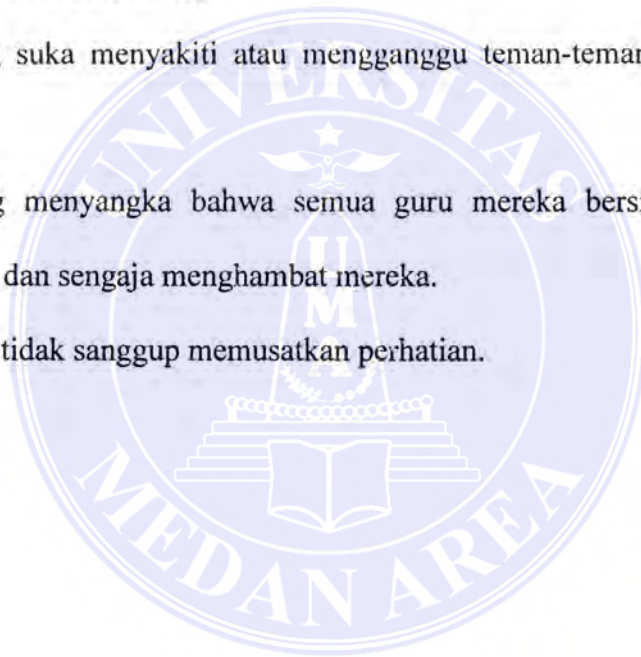 suka menyakiti atau mengganggu teman-teman
menyangka bahwa semua guru mereka
dan sengaja menghambat mereka.
tidak sanggup memusatkan perhatian.
UNIVERSITAS
UMA
MEDAN AREA